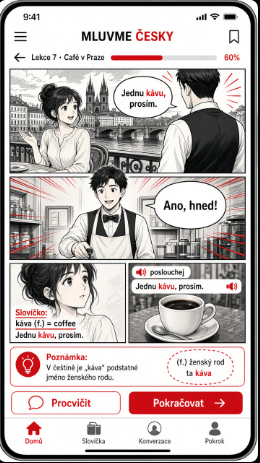 9:41
MLUVME ČESKY
Lekce 7 • Café v Praze
60%
Jednu kávu,
prosím.
Ano, hned!
Slovíčko:
káva (f.) = coffee
Jednu kávu, prosím.
poslouchej
Jednu kávu, prosím.
Poznámka:
V češtině je „káva“ podstatné
jméno ženského rodu.
(f.) ženský rod
ta káva
Procvičit
Pokračovat
Domů
Slovíčka
Konverzace
Pokrok